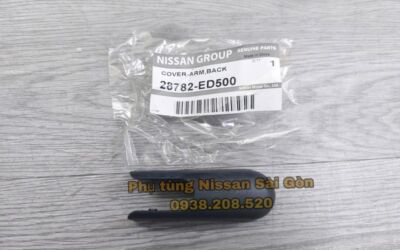 NISSAN GROUP
GENUINE PARTS
COVER-ARM,BACK
1
28782-ED500
Phụ tùng Nissan Sài Gòn
0938.208.520